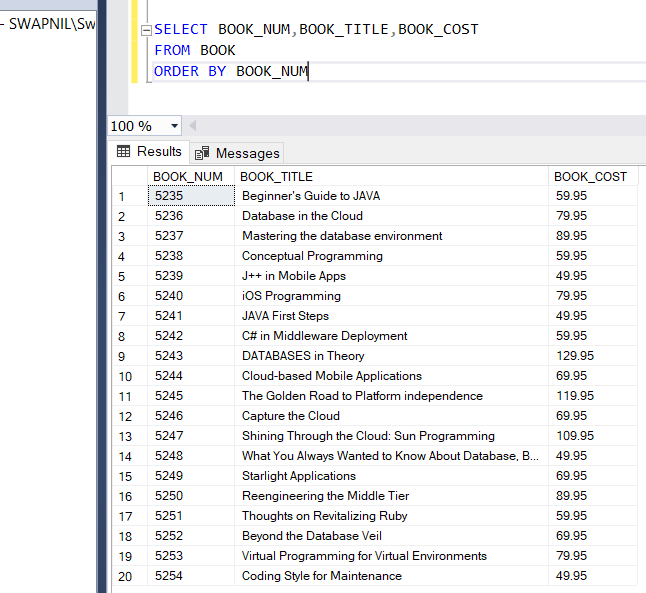 - SWAPNIL\Sw
SELECT BOOK_NUM,BOOK_TITLE,BOOK_COST
FROM BOOK
ORDER BY BOOK_NUM
100 %
Results Messages
BOOK_NUM BOOK_TITLE BOOK_COST
1 5235 Beginner's Guide to JAVA 59.95
2 5236 Database in the Cloud 79.95
3 5237 Mastering the database environment 89.95
4 5238 Conceptual Programming 59.95
5 5239 J++ in Mobile Apps 49.95
6 5240 iOS Programming 79.95
7 5241 JAVA First Steps 49.95
8 5242 C# in Middleware Deployment 59.95
9 5243 DATABASES in Theory 129.95
10 5244 Cloud-based Mobile Applications 69.95
11 5245 The Golden Road to Platform independence 119.95
12 5246 Capture the Cloud 69.95
13 5247 Shining Through the Cloud: Sun Programming 109.95
14 5248 What You Always Wanted to Know About Database, B... 49.95
15 5249 Starlight Applications 69.95
16 5250 Reengineering the Middle Tier 89.95
17 5251 Thoughts on Revitalizing Ruby 59.95
18 5252 Beyond the Database Veil 69.95
19 5253 Virtual Programming for Virtual Environments 79.95
20 5254 Coding Style for Maintenance 49.95